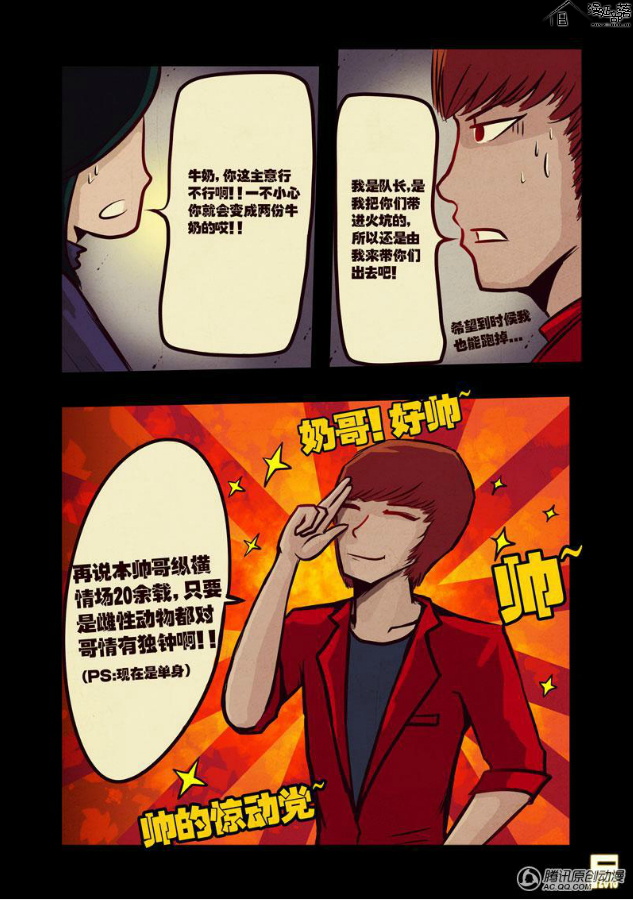 漫延部落
牛奶，你这主意行
不行啊！！一不小心
你就会变成两份牛
奶的哎！！
我是队长，是
我把你们带
进火坑的，
所以还是由
我来带你们
出去吧！
希望到时候我
也能跑掉...
奶哥！好帅~
再说本帅哥纵横
情场20余载，只要
是雌性动物都对
哥情有独钟啊！！
（PS:现在是单身）
帅~
帅的惊动党~
腾讯原创动漫
AC.QQ.COM